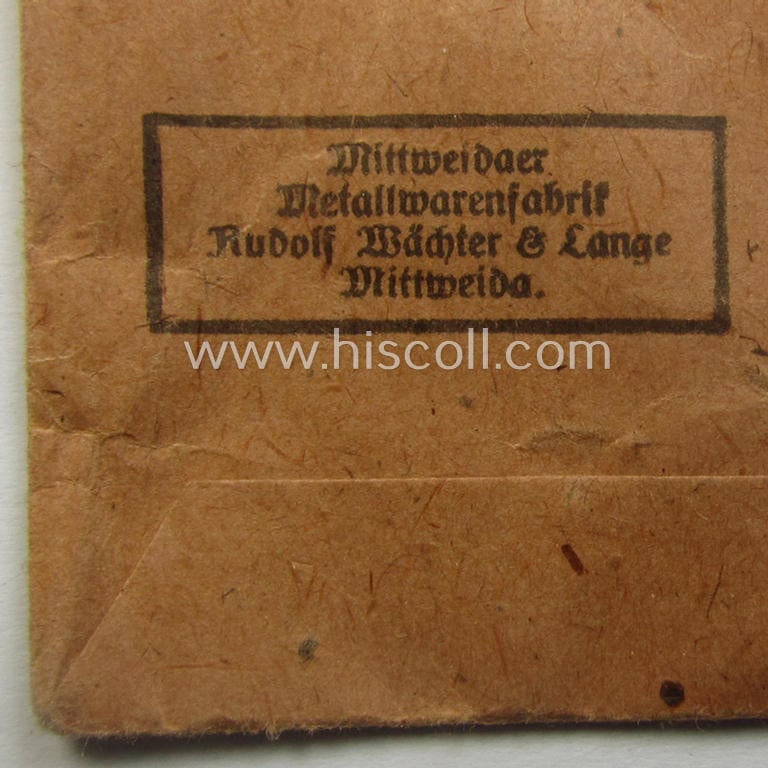 Mittweidaer
Metallwarenfabrik
Rudolf Wächter & Lange
Mittweida.
www.hiscoll.com